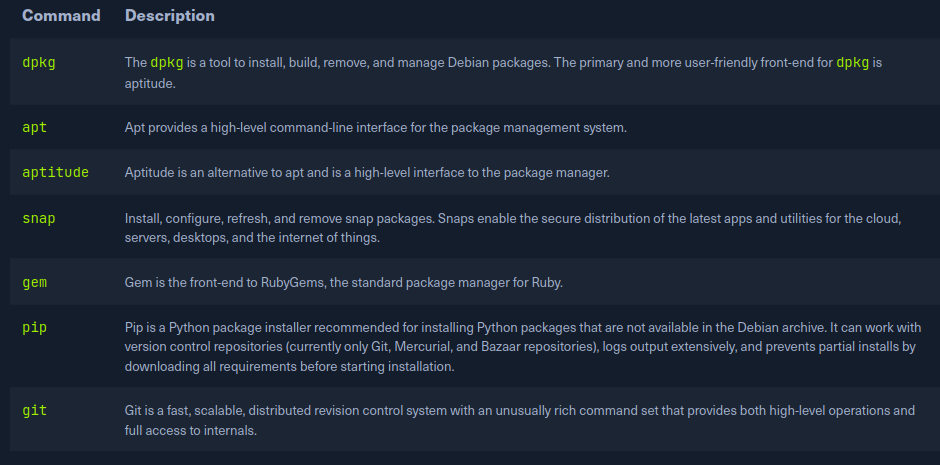 Command Description
dpkg The dpkg is a tool to install, build, remove, and manage Debian packages. The primary and more user-friendly front-end for dpkg is
aptitude.
apt Apt provides a high-level command-line interface for the package management system.
aptitude Aptitude is an alternative to apt and is a high-level interface to the package manager.
snap Install, configure, refresh, and remove snap packages. Snaps enable the secure distribution of the latest apps and utilities for the cloud,
servers, desktops, and the internet of things.
gem Gem is the front-end to RubyGems, the standard package manager for Ruby.
pip Pip is a Python package installer recommended for installing Python packages that are not available in the Debian archive. It can work with
version control repositories (currently only Git, Mercurial, and Bazaar repositories), logs output extensively, and prevents partial installs by
downloading all requirements before starting installation.
git Git is a fast, scalable, distributed revision control system with an unusually rich command set that provides both high-level operations and
full access to internals.